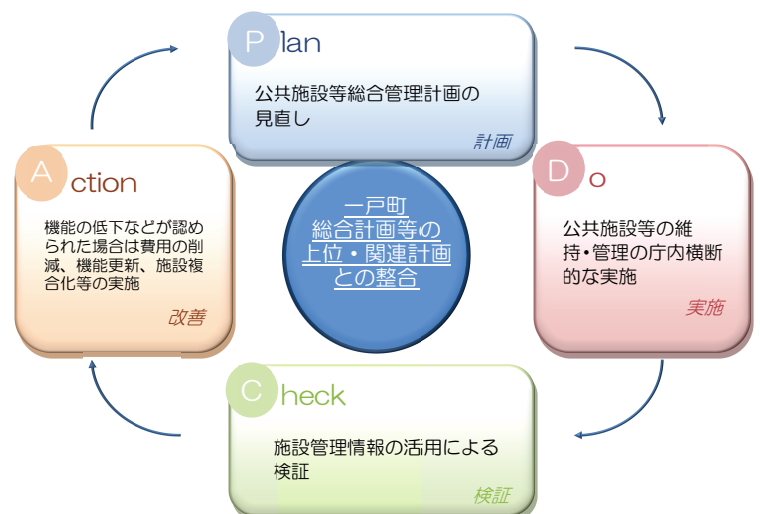 Plan
公共施設等総合管理計画の
見直し
計画
Do
公共施設等の維
持・管理の庁内横断
的な実施
実施
Check
施設管理情報の活用による
検証
検証
Action
機能の低下などが認め
られた場合は費用の削
減、機能更新、施設複
合化等の実施
改善
一戸町
総合計画等の
上位・関連計画
との整合